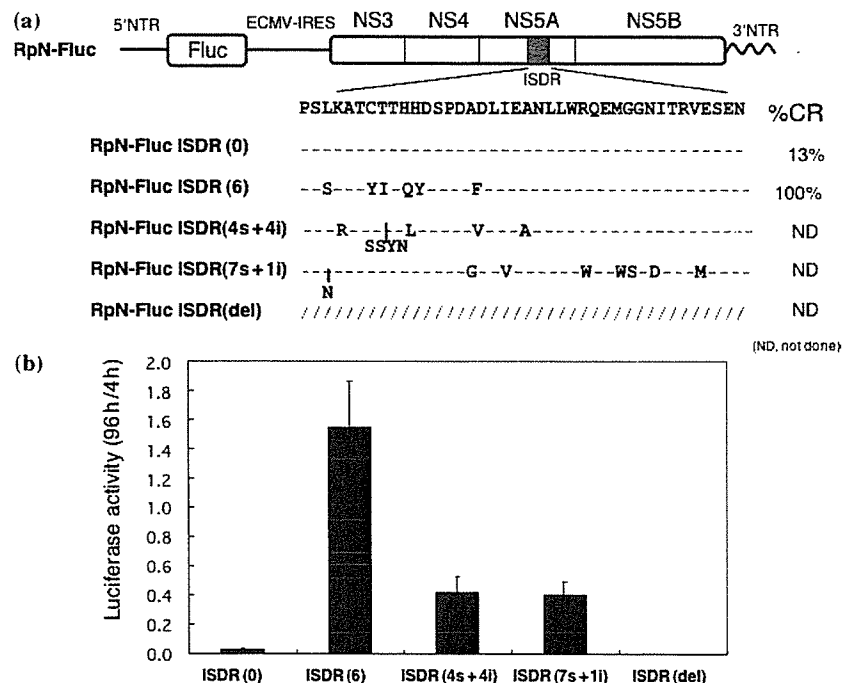 (a)
5'NTR ECMV-IRES NS3 NS4 NS5A NS5B 3'NTR
RpN-Fluc Fluc
ISDR
PSLKATCTTHHDSPDADLIEANLLWRQEMGGNITRVESEN %CR
RpN-Fluc ISDR (0) ---------------------------------------- 13%
RpN-Fluc ISDR (6) --S---YI-QY----F------------------------ 100%
RpN-Fluc ISDR(4s+4i) ---R-----L-----V---A-------------------- ND
SSYN
RpN-Fluc ISDR(7s+1i) --------------G--V------W--WS-D---M---- ND
N
RpN-Fluc ISDR(del) //////////////////////////////////////// ND
(ND, not done)
(b)
Luciferase activity (96h/4h)
2.0
1.8
1.6
1.4
1.2
1.0
0.8
0.6
0.4
0.2
0.0
ISDR(0) ISDR(6) ISDR(4s+4i) ISDR(7s+1i) ISDR(del)